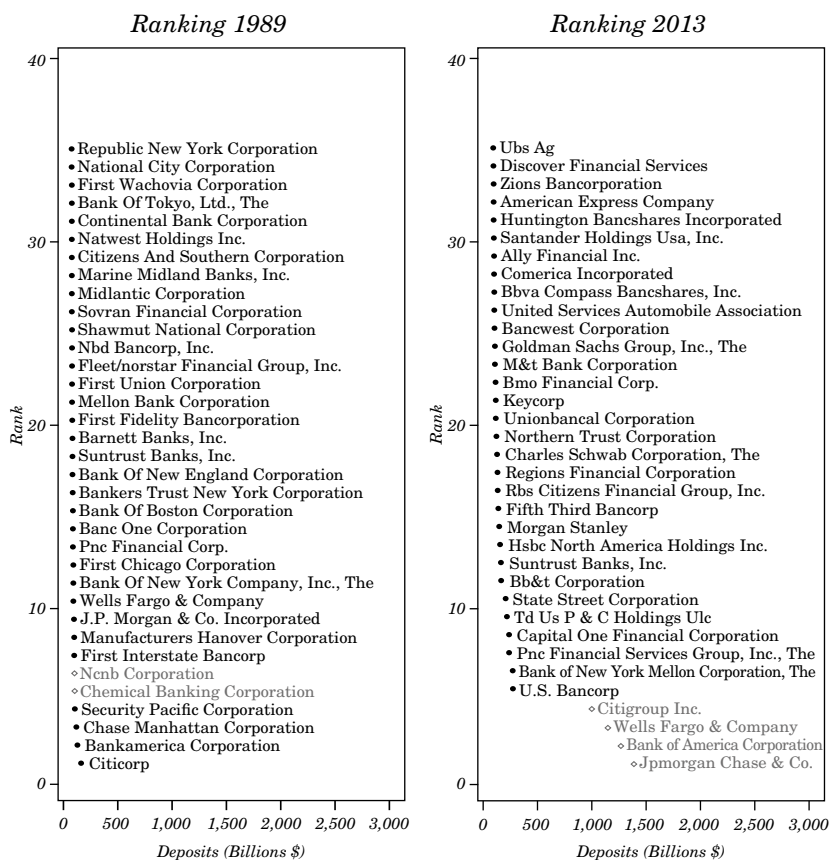 Ranking 1989
40
30
20
10
0
Rank
Republic New York Corporation
National City Corporation
First Wachovia Corporation
Bank Of Tokyo, Ltd., The
Continental Bank Corporation
Natwest Holdings Inc.
Citizens And Southern Corporation
Marine Midland Banks, Inc.
Midlantic Corporation
Sovran Financial Corporation
Shawmut National Corporation
Nbd Bancorp, Inc.
Fleet/norstar Financial Group, Inc.
First Union Corporation
Mellon Bank Corporation
First Fidelity Bancorporation
Barnett Banks, Inc.
Suntrust Banks, Inc.
Bank Of New England Corporation
Bankers Trust New York Corporation
Bank Of Boston Corporation
Banc One Corporation
Pnc Financial Corp.
First Chicago Corporation
Bank Of New York Company, Inc., The
Wells Fargo & Company
J.P. Morgan & Co. Incorporated
Manufacturers Hanover Corporation
First Interstate Bancorp
Ncnb Corporation
Chemical Banking Corporation
Security Pacific Corporation
Chase Manhattan Corporation
Bankamerica Corporation
Citicorp
0 500 1,000 1,500 2,000 2,500 3,000
Deposits (Billions $)
Ranking 2013
40
30
20
10
0
Rank
Ubs Ag
Discover Financial Services
Zions Bancorporation
American Express Company
Huntington Bancshares Incorporated
Santander Holdings Usa, Inc.
Ally Financial Inc.
Comerica Incorporated
Bbva Compass Bancshares, Inc.
United Services Automobile Association
Bancwest Corporation
Goldman Sachs Group, Inc., The
M&t Bank Corporation
Bmo Financial Corp.
Keycorp
Unionbancal Corporation
Northern Trust Corporation
Charles Schwab Corporation, The
Regions Financial Corporation
Rbs Citizens Financial Group, Inc.
Fifth Third Bancorp
Morgan Stanley
Hsbc North America Holdings Inc.
Suntrust Banks, Inc.
Bb&t Corporation
State Street Corporation
Td Us P & C Holdings Ulc
Capital One Financial Corporation
Pnc Financial Services Group, Inc., The
Bank of New York Mellon Corporation, The
U.S. Bancorp
Citigroup Inc.
Wells Fargo & Company
Bank of America Corporation
Jpmorgan Chase & Co.
0 500 1,000 1,500 2,000 2,500 3,000
Deposits (Billions $)